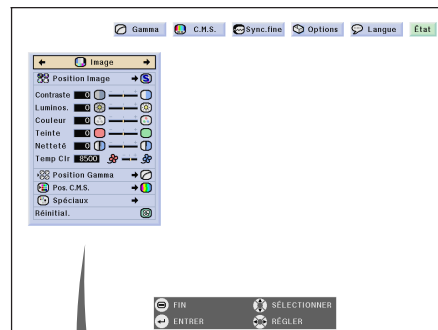 Gamma C.M.S. Sync.fine Options Langue État
Image
Position Image S
Contraste 0
Luminos. 0
Couleur 0
Teinte 0
Netteté 0
Temp Clr 8500
Position Gamma
Pos. C.M.S.
Spéciaux
Réinitial.
FIN SÉLECTIONNER
ENTRER RÉGLER